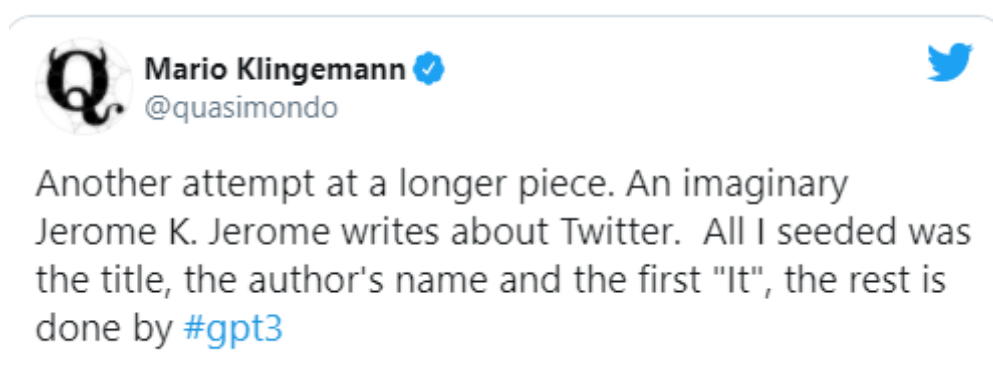 Mario Klingemann
@quasimondo
Another attempt at a longer piece. An imaginary
Jerome K. Jerome writes about Twitter.  All I seeded was
the title, the author's name and the first "It", the rest is
done by #gpt3